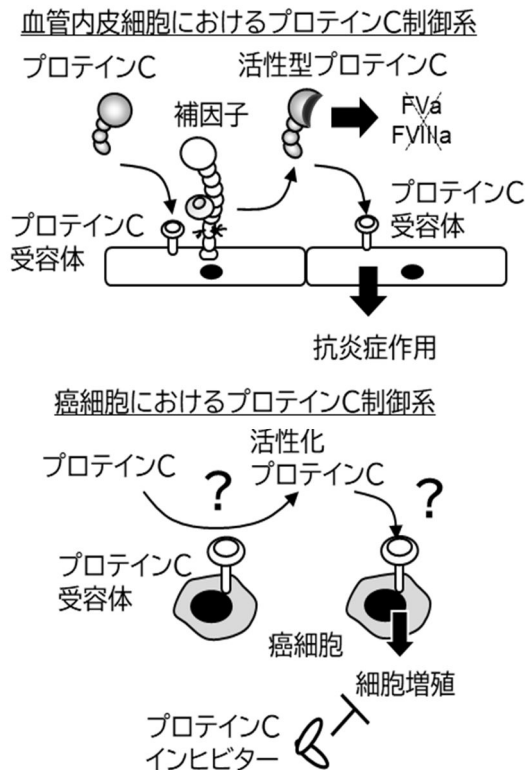 血管内皮細胞におけるプロテインC制御系
プロテインC
活性型プロテインC
補因子
FVa
FVIIIa
プロテインC
受容体
プロテインC
受容体
抗炎症作用
癌細胞におけるプロテインC制御系
プロテインC
?
活性化
プロテインC
?
プロテインC
受容体
癌細胞
細胞増殖
プロテインC
インヒビター